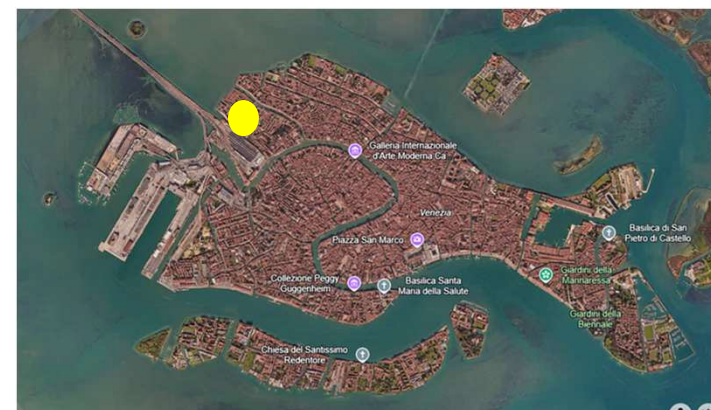 Galleria Internazionale
d'Arte Moderna Ca
Venezia
Basilica di San
Pietro di Castello
Piazza San Marco
Collezione Peggy
Guggenheim
Basilica Santa
Maria della Salute
Giardini della
Marinaressa
Giardini della
Biennale
Chiesa del Santissimo
Redentore